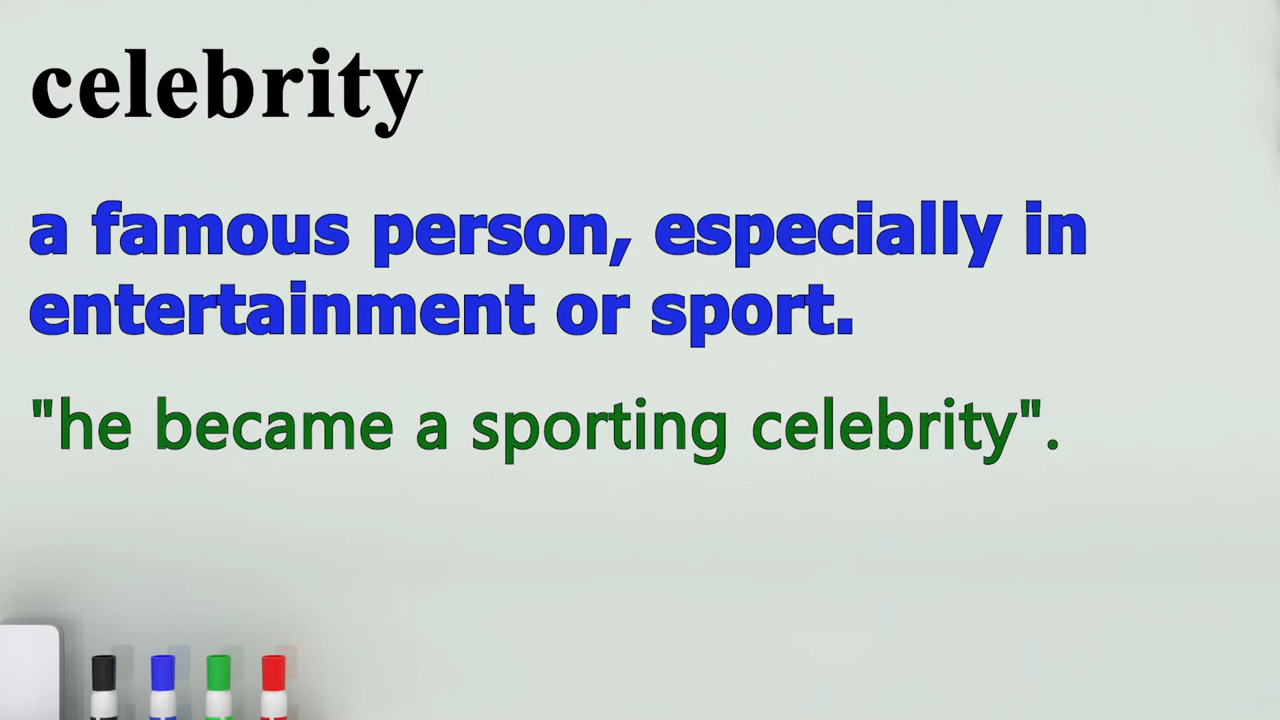 celebrity
a famous person, especially in
entertainment or sport.
"he became a sporting celebrity".